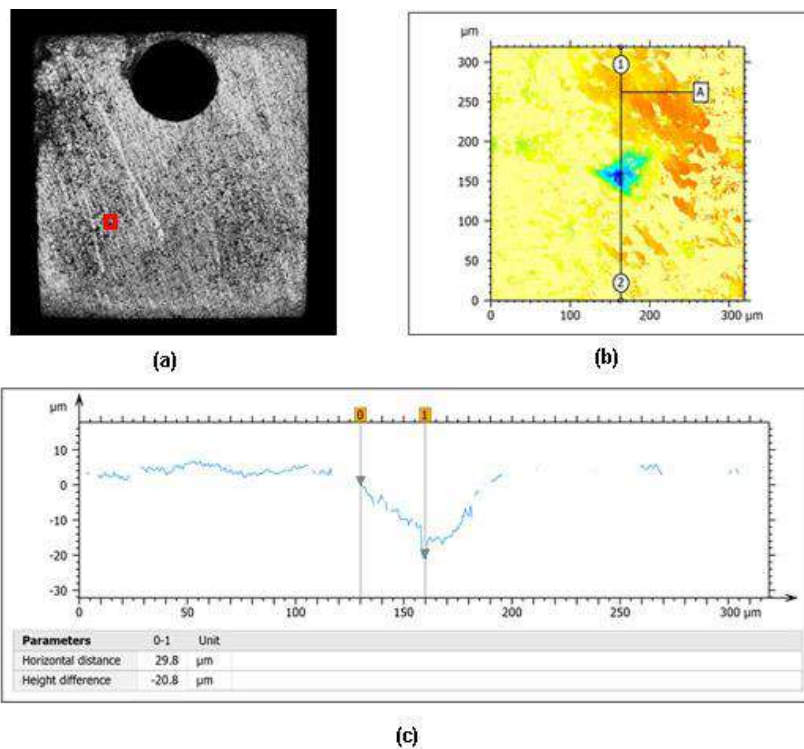 µm
300
250
200
150
100
50
0
1
A
2
0
100
200
300 µm
(a)
(b)
µm
10
0
-10
-20
-30
0
1
0
50
100
150
200
250
300 µm
Parameters 0-1 Unit
Horizontal distance 29.8 µm
Height difference -20.8 µm
(c)